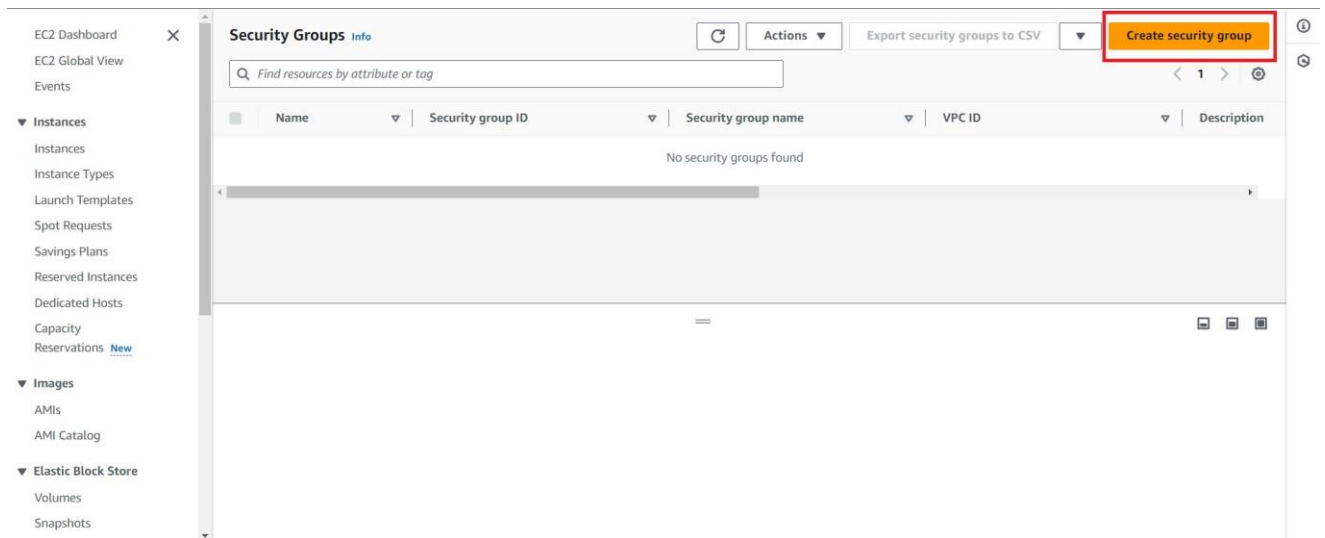 EC2 Dashboard
EC2 Global View
Events
Instances
Instances
Instance Types
Launch Templates
Spot Requests
Savings Plans
Reserved Instances
Dedicated Hosts
Capacity
Reservations New
Images
AMIs
AMI Catalog
Elastic Block Store
Volumes
Snapshots
Security Groups Info
Actions
Export security groups to CSV
Create security group
Find resources by attribute or tag
1
Name
Security group ID
Security group name
VPC ID
Description
No security groups found